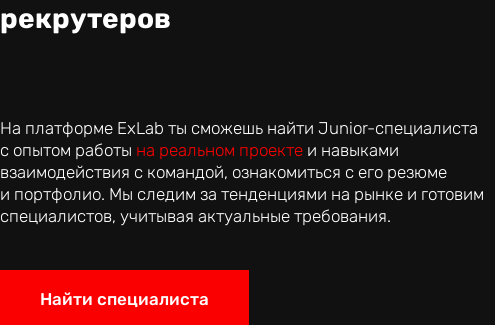 рекрутеров
На платформе ExLab ты сможешь найти Junior-специалиста
с опытом работы на реальном проекте и навыками
взаимодействия с командой, ознакомиться с его резюме
и портфолио. Мы следим за тенденциями на рынке и готовим
специалистов, учитывая актуальные требования.
Найти специалиста